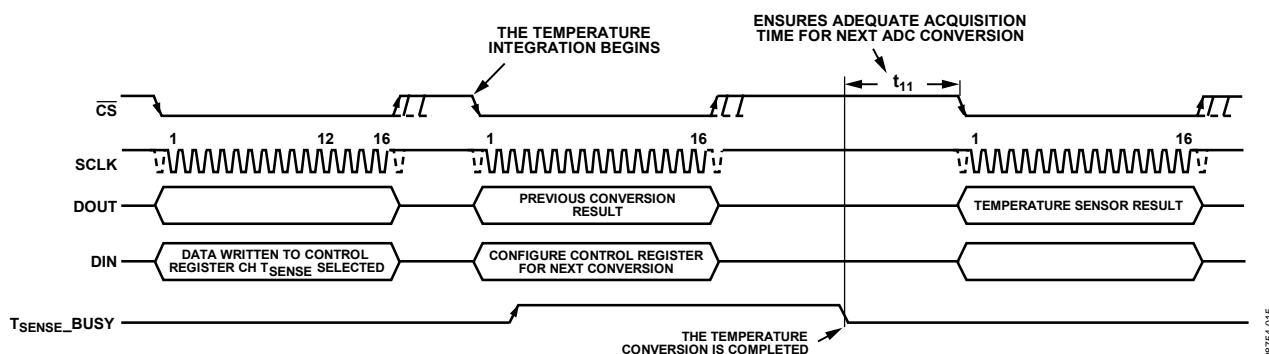 ENSURES ADEQUATE ACQUISITION
TIME FOR NEXT ADC CONVERSION
THE TEMPERATURE
INTEGRATION BEGINS
t11
CS
1 12 16 1 16 1 16
SCLK
DOUT
PREVIOUS CONVERSION
RESULT
TEMPERATURE SENSOR RESULT
DIN
DATA WRITTEN TO CONTROL
REGISTER CH TSENSE SELECTED
CONFIGURE CONTROL REGISTER
FOR NEXT CONVERSION
TSENSE_BUSY
THE TEMPERATURE
CONVERSION IS COMPLETED